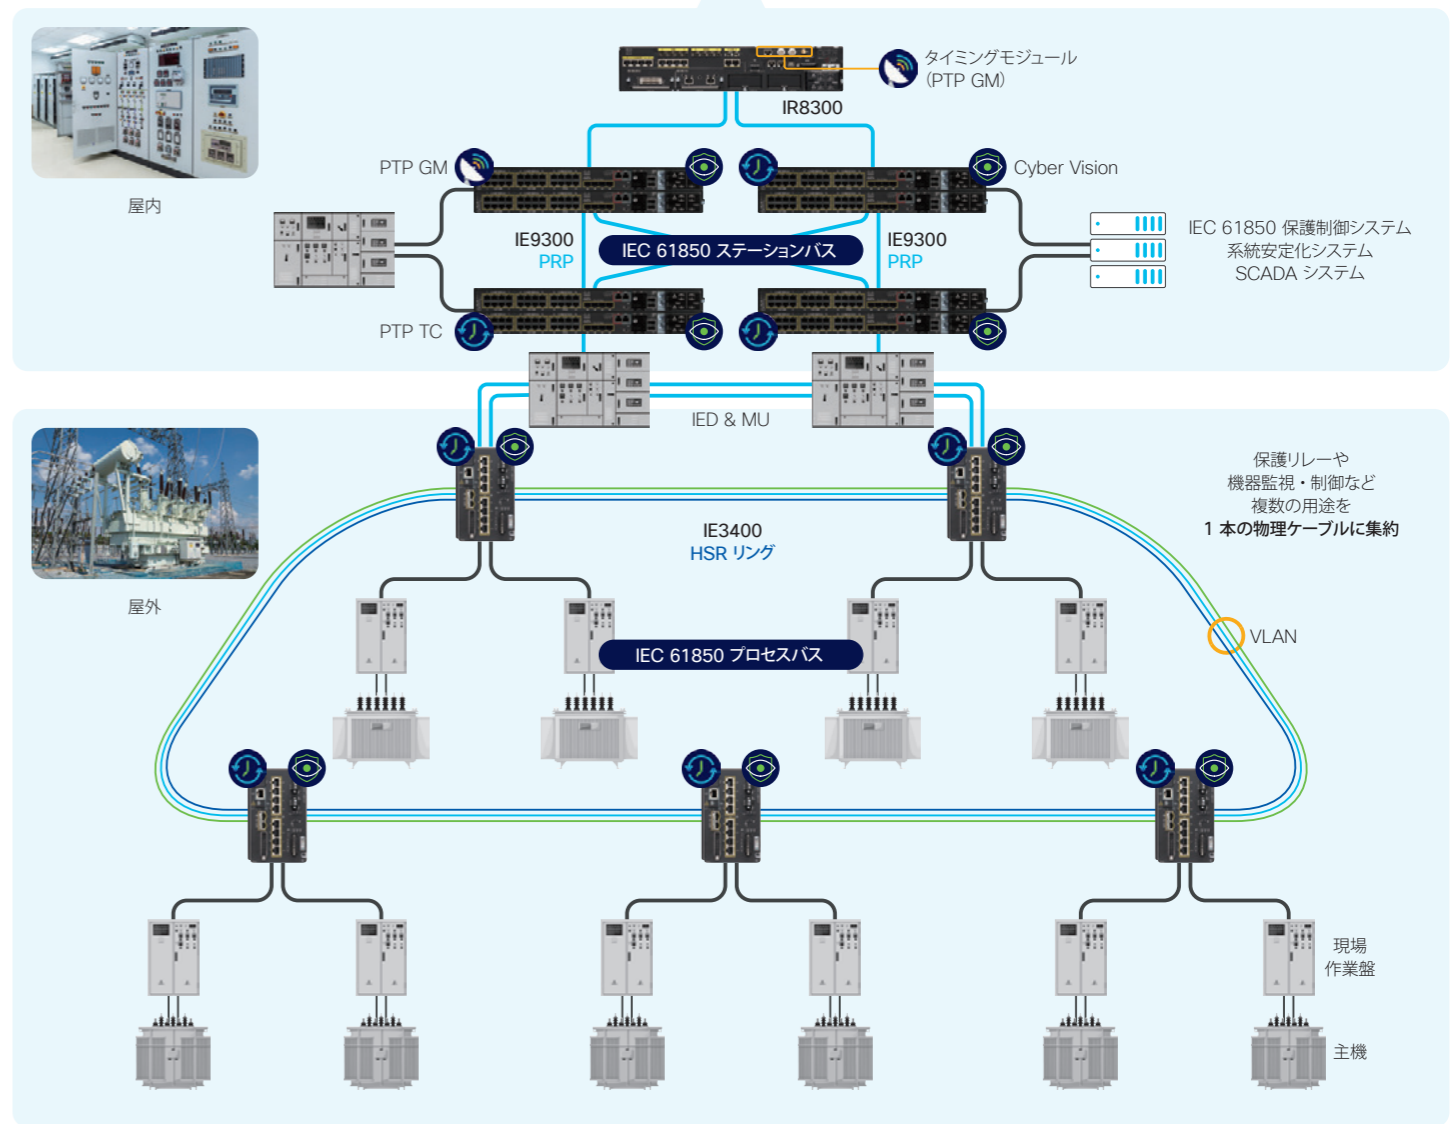 タイミングモジュール
(PTP GM)
IR8300
屋内
PTP GM
Cyber Vision
IE9300
PRP
IEC 61850 ステーションバス
IE9300
PRP
IEC 61850 保護制御システム
系統安定化システム
SCADA システム
PTP TC
IED & MU
保護リレーや
機器監視・制御など
複数の用途を
1 本の物理ケーブルに集約
IE3400
HSR リング
屋外
VLAN
IEC 61850 プロセスバス
現場
作業盤
主機